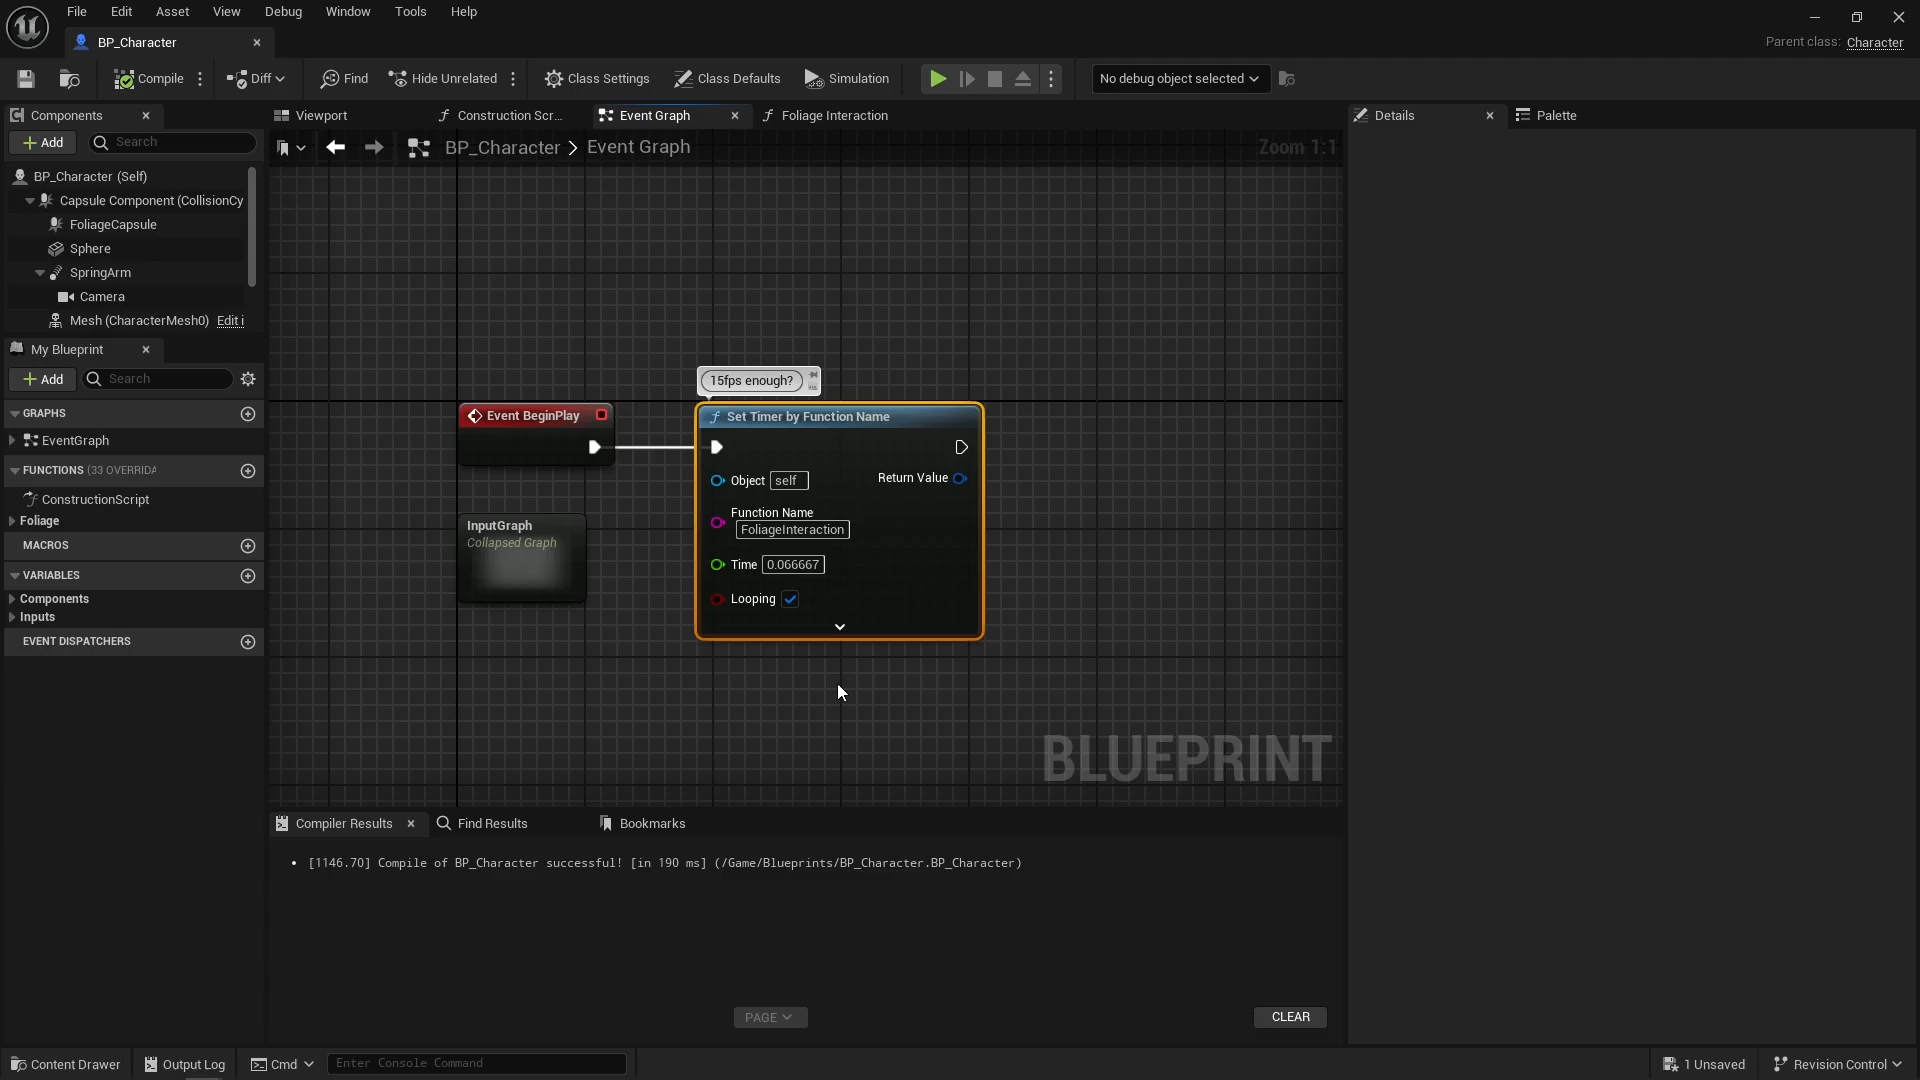 File Edit Asset View Debug Window Tools Help
BP_Character
Parent class: Character
Compile Diff Find Hide Unrelated Class Settings Class Defaults Simulation No debug object selected
Components
Add Search
BP_Character (Self)
Capsule Component (CollisionCy
FoliageCapsule
Sphere
SpringArm
Camera
Mesh (CharacterMesh0) Edit i
My Blueprint
Add Search
GRAPHS
EventGraph
FUNCTIONS (33 OVERRIDA
ConstructionScript
Foliage
MACROS
VARIABLES
Components
Inputs
EVENT DISPATCHERS
Viewport Construction Scr... Event Graph Foliage Interaction
BP_Character > Event Graph Zoom 1:1
15fps enough?
Event BeginPlay
InputGraph
Collapsed Graph
Set Timer by Function Name
Object self Return Value
Function Name
FoliageInteraction
Time 0.066667
Looping
BLUEPRINT
Compiler Results Find Results Bookmarks
[1146.70] Compile of BP_Character successful! [in 190 ms] (/Game/Blueprints/BP_Character.BP_Character)
PAGE CLEAR
Details Palette
Content Drawer Output Log Cmd Enter Console Command 1 Unsaved Revision Control